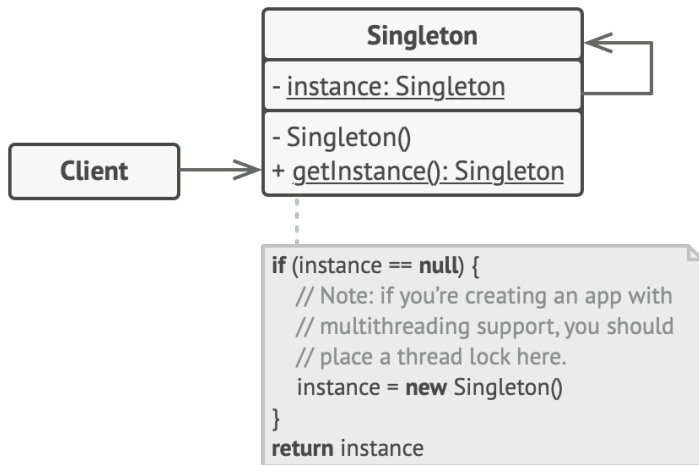 Singleton
- instance: Singleton
- Singleton()
+ getInstance(): Singleton
Client
if (instance == null) {
// Note: if you’re creating an app with
// multithreading support, you should
// place a thread lock here.
instance = new Singleton()
}
return instance